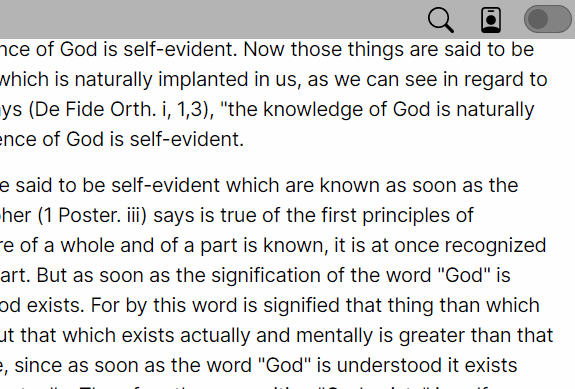 nce of God is self-evident. Now those things are said to be
which is naturally implanted in us, as we can see in regard to
ys (De Fide Orth. i, 1,3), "the knowledge of God is naturally
ence of God is self-evident.
e said to be self-evident which are known as soon as the
her (1 Poster. iii) says is true of the first principles of
re of a whole and of a part is known, it is at once recognized
art. But as soon as the signification of the word "God" is
od exists. For by this word is signified that thing than which
ut that which exists actually and mentally is greater than that
e, since as soon as the word "God" is understood it exists